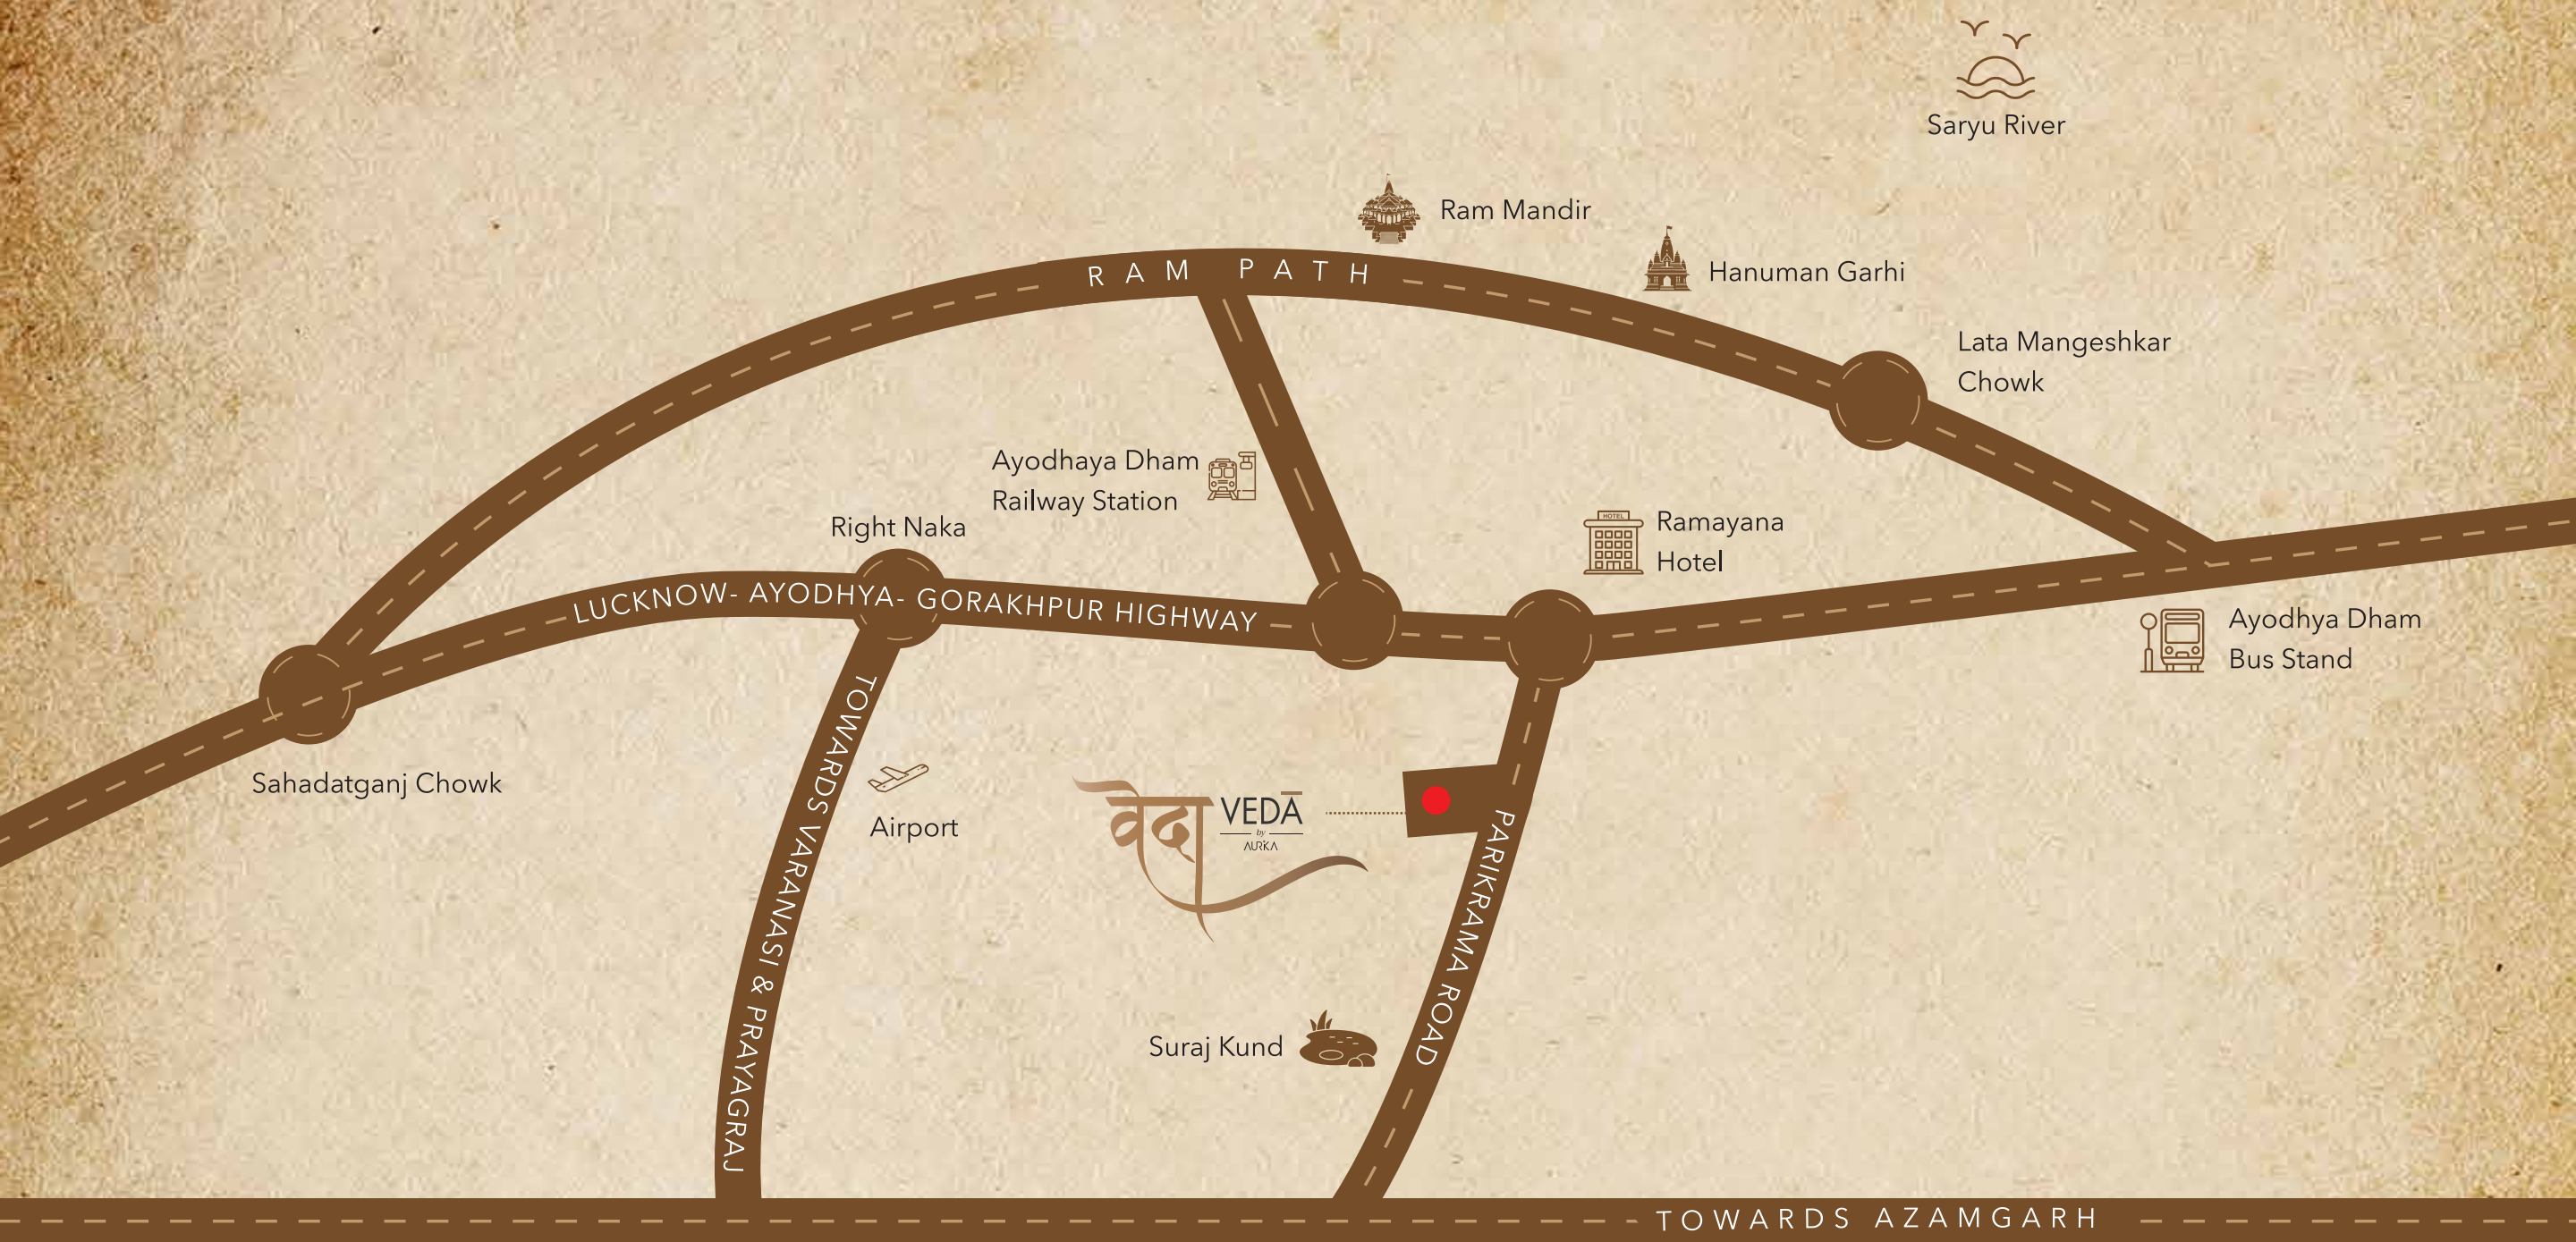 Saryu River
Ram Mandir
RAM PATH
Hanuman Garhi
Lata Mangeshkar
Chowk
Ayodhaya Dham
Railway Station
HOTEL
Ramayana
Hotel
Right Naka
LUCKNOW- AYODHYA- GORAKHPUR HIGHWAY
Ayodhya Dham
Bus Stand
Sahadatganj Chowk
TOWARDS VARANASI & PRAYAGRAJ
Airport
वेदा
VEDĀ
by
AURKA
PARIKRAMA ROAD
Suraj Kund
TOWARDS AZAMGARH